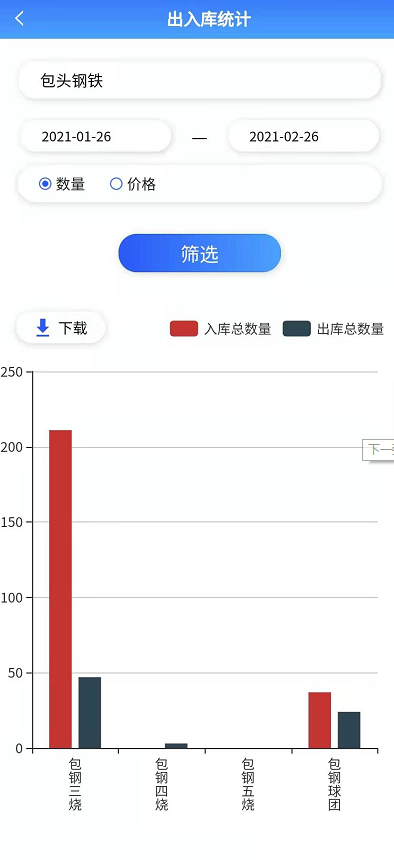 出入库统计
包头钢铁
2021-01-26 — 2021-02-26
数量 价格
筛选
下载 入库总数量 出库总数量
250
200
下一
150
100
50
0
包钢三烧 包钢四烧 包钢五烧 包钢球团